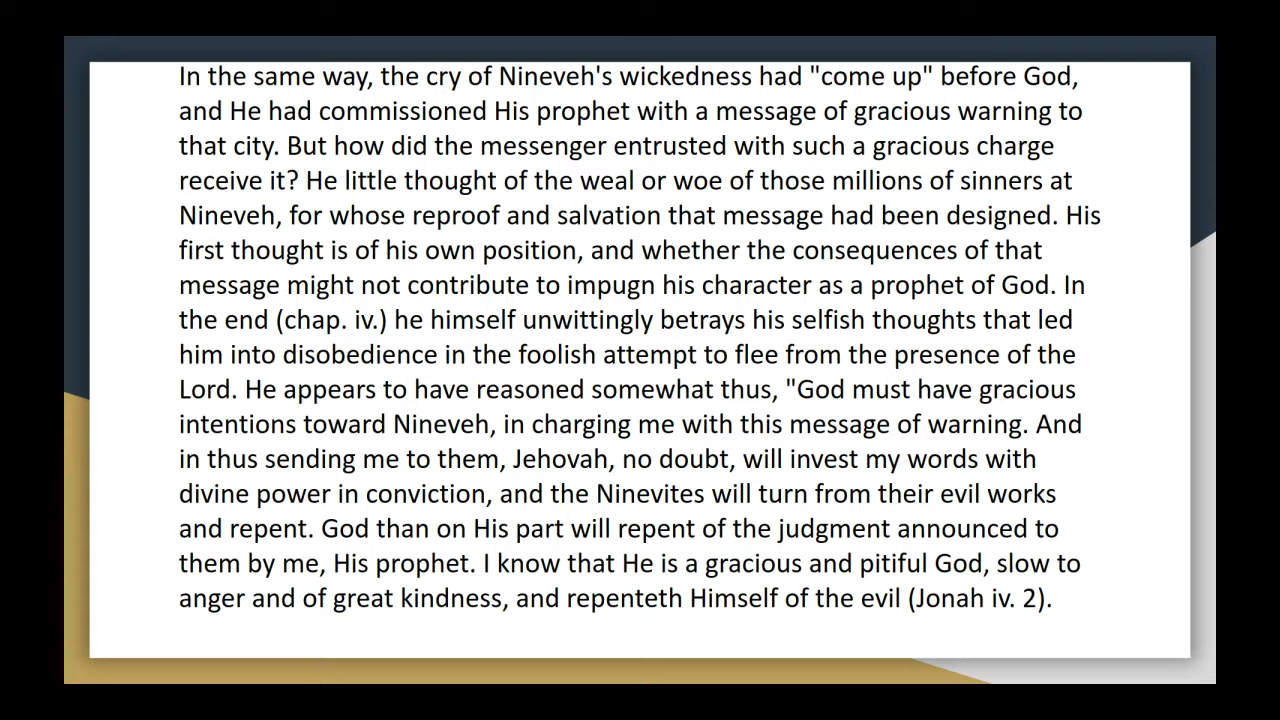 In the same way, the cry of Nineveh's wickedness had "come up" before God,
and He had commissioned His prophet with a message of gracious warning to
that city. But how did the messenger entrusted with such a gracious charge
receive it? He little thought of the weal or woe of those millions of sinners at
Nineveh, for whose reproof and salvation that message had been designed. His
first thought is of his own position, and whether the consequences of that
message might not contribute to impugn his character as a prophet of God. In
the end (chap. iv.) he himself unwittingly betrays his selfish thoughts that led
him into disobedience in the foolish attempt to flee from the presence of the
Lord. He appears to have reasoned somewhat thus, "God must have gracious
intentions toward Nineveh, in charging me with this message of warning. And
in thus sending me to them, Jehovah, no doubt, will invest my words with
divine power in conviction, and the Ninevites will turn from their evil works
and repent. God than on His part will repent of the judgment announced to
them by me, His prophet. I know that He is a gracious and pitiful God, slow to
anger and of great kindness, and repenteth Himself of the evil (Jonah iv. 2).